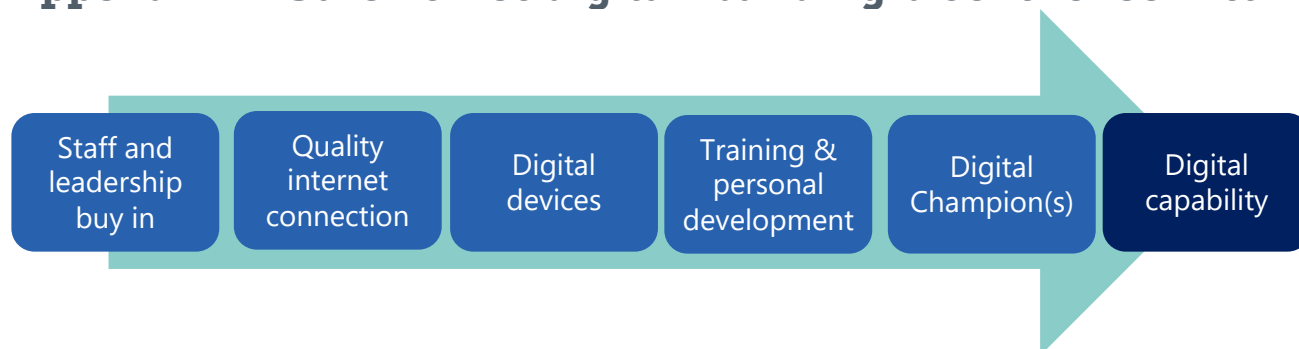 Staff and
leadership
buy in
Quality
internet
connection
Digital
devices
Training &
personal
development
Digital
Champion(s)
Digital
capability